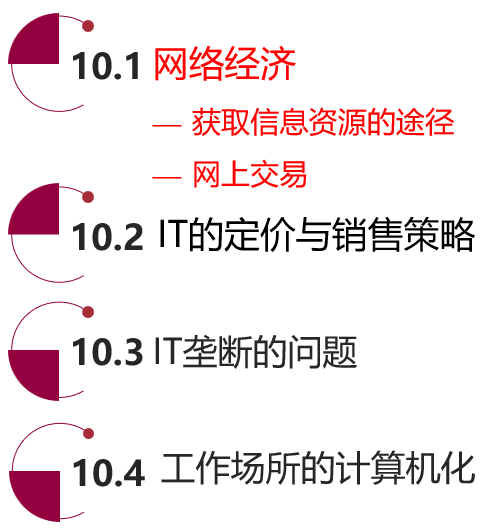 10.1 网络经济
— 获取信息资源的途径
— 网上交易
10.2 IT的定价与销售策略
10.3 IT垄断的问题
10.4 工作场所的计算机化